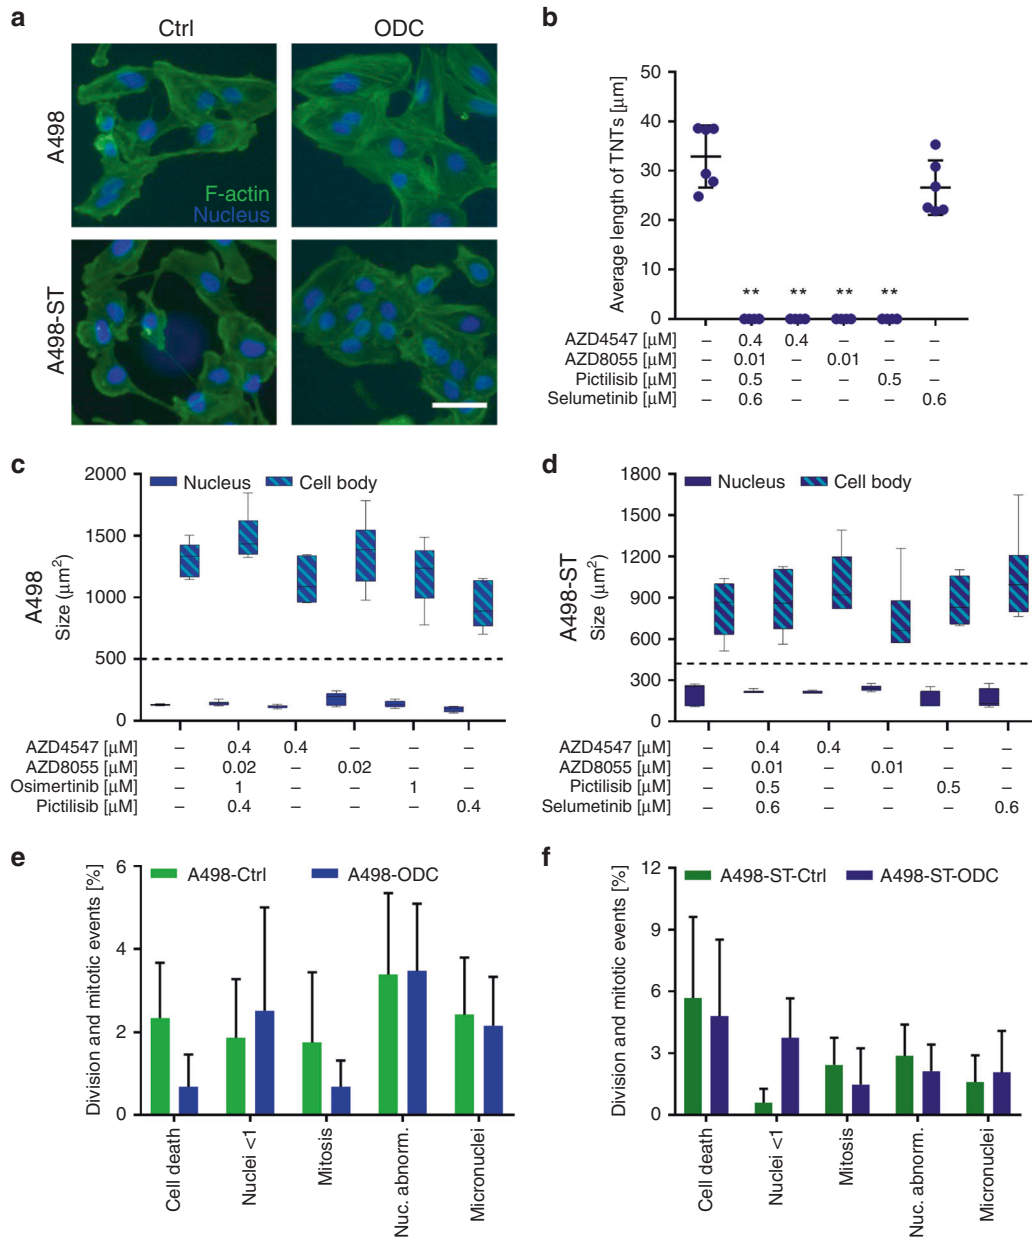 a
Ctrl
ODC
A498
F-actin
Nucleus
A498-ST
b
Average length of TNTs [μm]
50
40
30
20
10
0
** ** ** **
AZD4547 [μM] – 0.4 0.4 – – –
AZD8055 [μM] – 0.01 – 0.01 – –
Pictilisib [μM] – 0.5 – – 0.5 –
Selumetinib [μM] – 0.6 – – – 0.6
c
A498
Size (μm²)
2000
1500
1000
500
0
Nucleus Cell body
AZD4547 [μM] – 0.4 0.4 – – –
AZD8055 [μM] – 0.02 – 0.02 – –
Osimertinib [μM] – 1 – – 1 –
Pictilisib [μM] – 0.4 – – – 0.4
d
A498-ST
Size (μm²)
1800
1500
1200
900
600
300
0
Nucleus Cell body
AZD4547 [μM] – 0.4 0.4 – – –
AZD8055 [μM] – 0.01 – 0.01 – –
Pictilisib [μM] – 0.5 – – 0.5 –
Selumetinib [μM] – 0.6 – – – 0.6
e
Division and mitotic events [%]
6
4
2
0
A498-Ctrl A498-ODC
Cell death
Nuclei <1
Mitosis
Nuc. abnorm.
Micronuclei
f
Division and mitotic events [%]
12
9
6
3
0
A498-ST-Ctrl A498-ST-ODC
Cell death
Nuclei <1
Mitosis
Nuc. abnorm.
Micronuclei